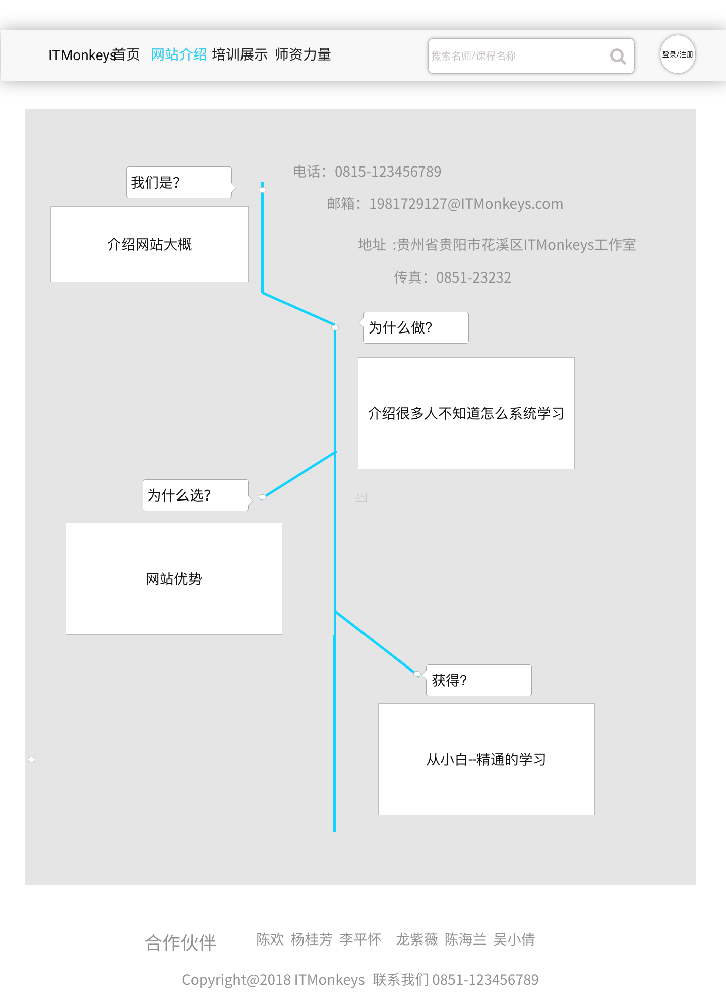 ITMonkeys首页 网站介绍 培训展示 师资力量
搜索名师/课程名称
登录/注册
我们是?
电话：0815-123456789
邮箱：1981729127@ITMonkeys.com
介绍网站大概
地址 :贵州省贵阳市花溪区ITMonkeys工作室
传真：0851-23232
为什么做?
介绍很多人不知道怎么系统学习
为什么选?
网站优势
获得?
从小白--精通的学习
合作伙伴
陈欢 杨桂芳 李平怀 龙紫薇 陈海兰 吴小倩
Copyright@2018 ITMonkeys 联系我们 0851-123456789